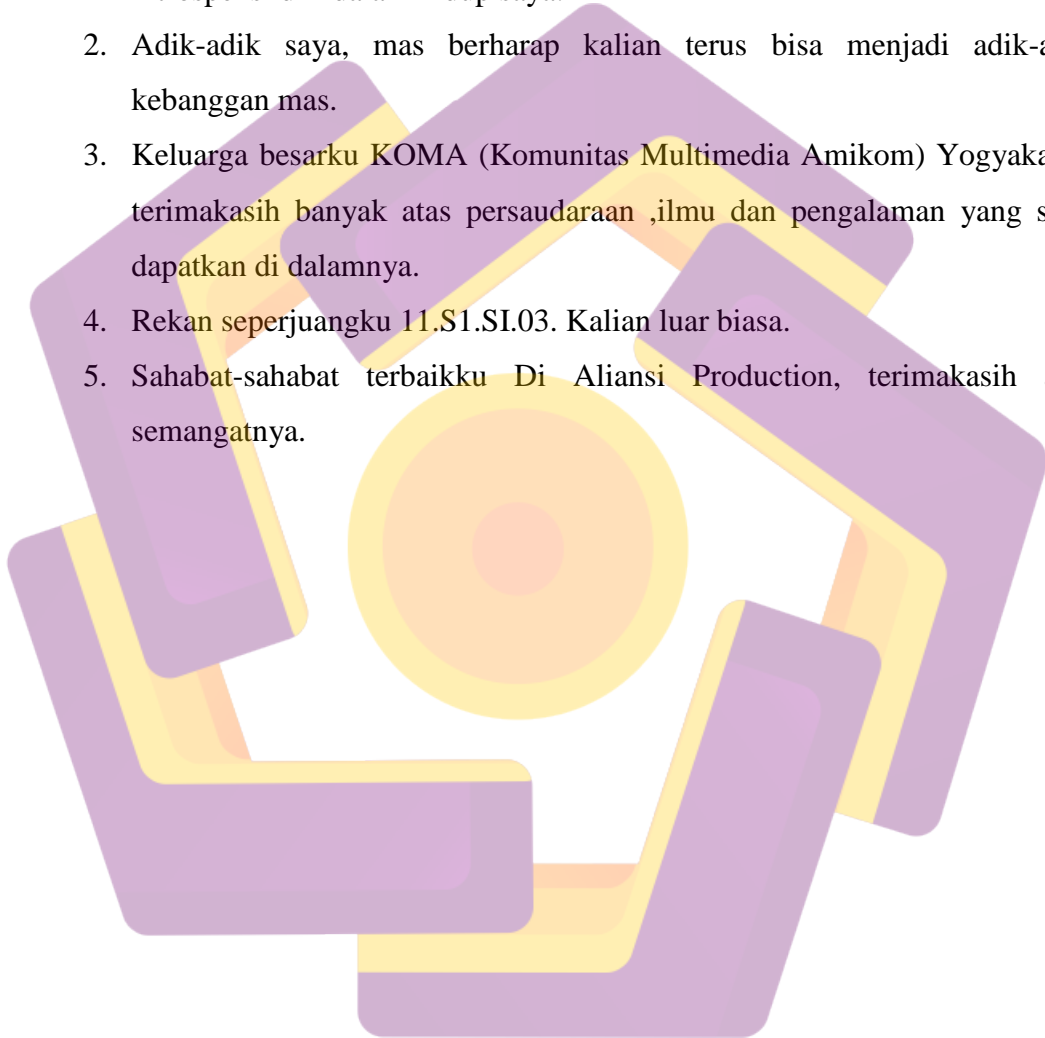 2. Adik-adik saya, mas berharap kalian terus bisa menjadi
kebanggan mas.
3. Keluarga besarku KOMA (Komunitas Multimedia Amikom)
terimakasih banyak atas persaudaraan ,ilmu dan pengalaman yang
dapatkan di dalamnya.
4. Rekan seperjuangku 11.S1.SI.03. Kalian luar biasa.
5. Sahabat-sahabat terbaikku Di Aliansi Production, terimakasih
semangatnya.